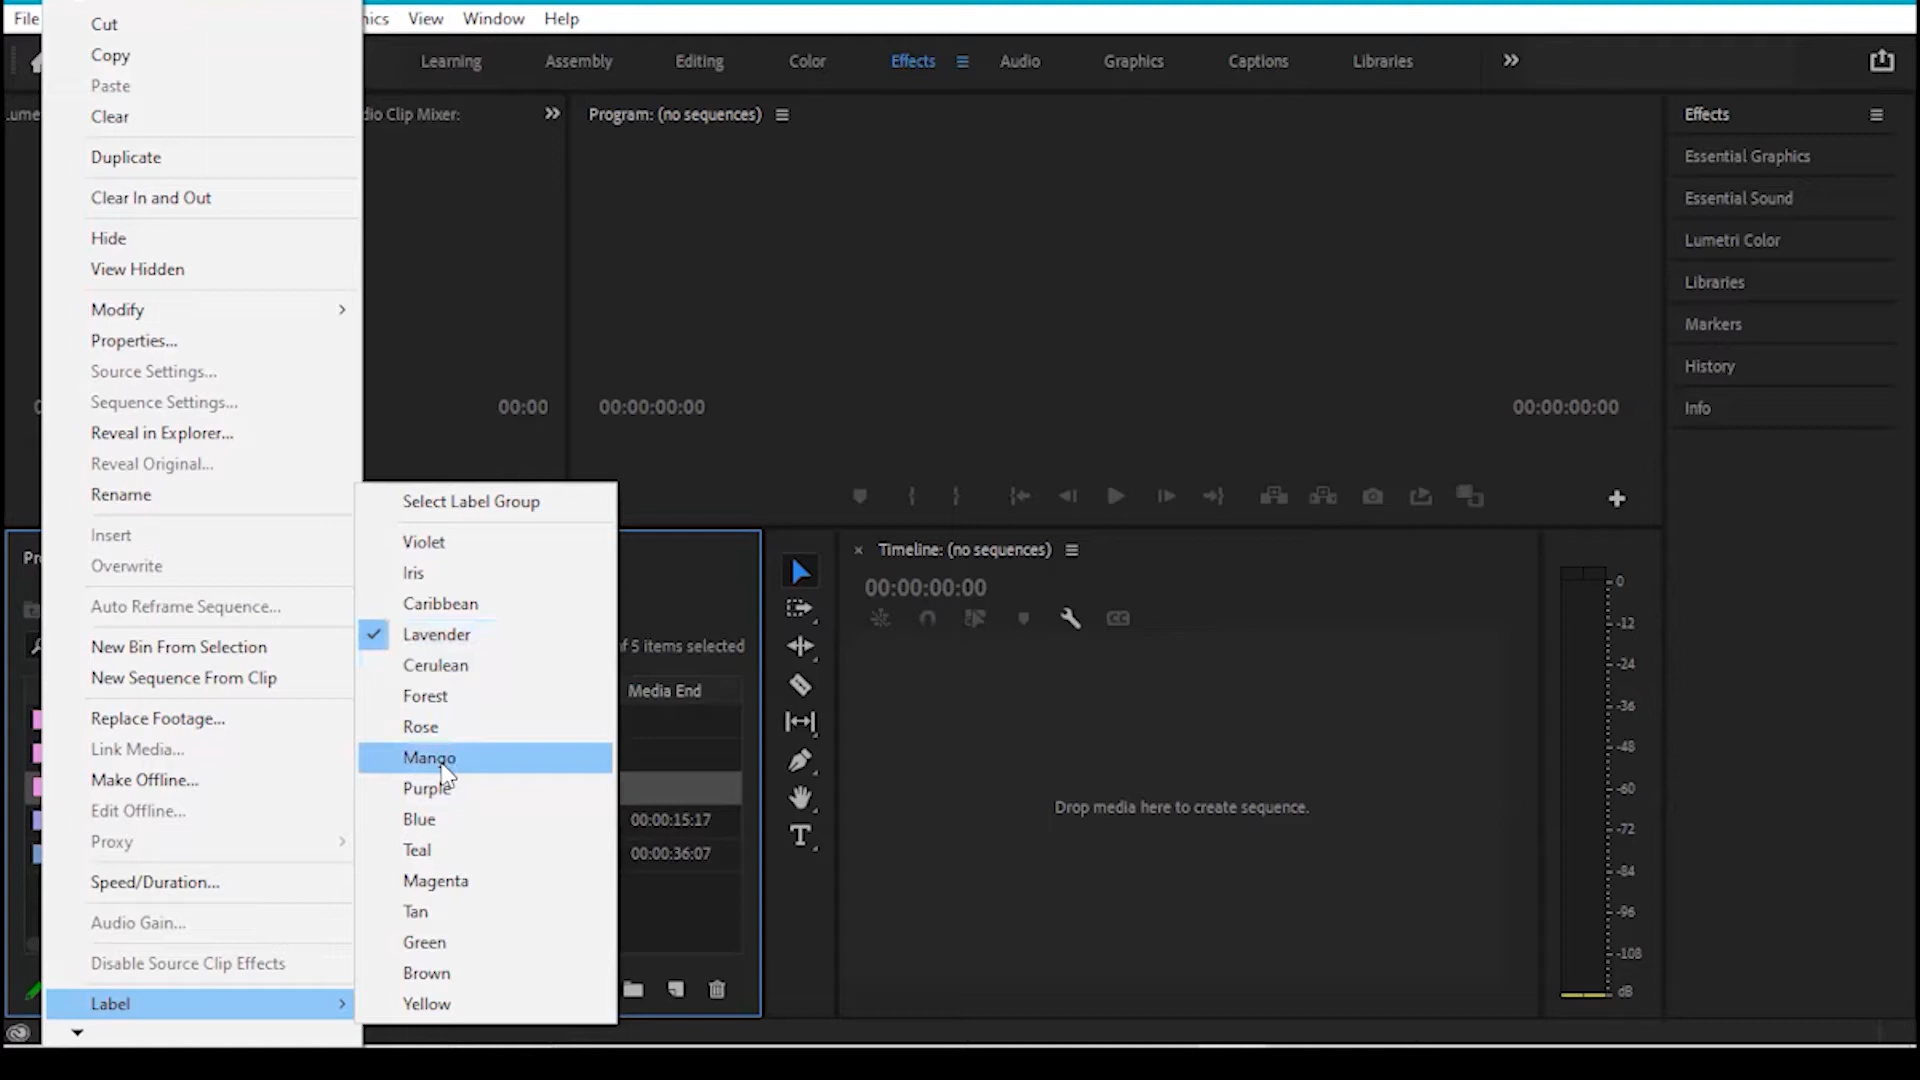 File
View
Window
Help
Learning
Assembly
Editing
Color
Effects
Audio
Graphics
Captions
Libraries
dio Clip Mixer:
Program: (no sequences)
00:00
00:00:00:00
00:00:00:00
Cut
Copy
Paste
Clear
Duplicate
Clear In and Out
Hide
View Hidden
Modify
Properties...
Source Settings...
Sequence Settings...
Reveal in Explorer...
Reveal Original...
Rename
Insert
Overwrite
Auto Reframe Sequence...
New Bin From Selection
New Sequence From Clip
Replace Footage...
Link Media...
Make Offline...
Edit Offline...
Proxy
Speed/Duration...
Audio Gain...
Disable Source Clip Effects
Label
Select Label Group
Violet
Iris
Caribbean
Lavender
Cerulean
Forest
Rose
Mango
Purple
Blue
Teal
Magenta
Tan
Green
Brown
Yellow
of 5 items selected
Media End
00:00:15:17
00:00:36:07
Timeline: (no sequences)
00:00:00:00
Drop media here to create sequence.
0
-12
-24
-36
-48
-60
-72
-84
-96
-108
dB
Effects
Essential Graphics
Essential Sound
Lumetri Color
Libraries
Markers
History
Info